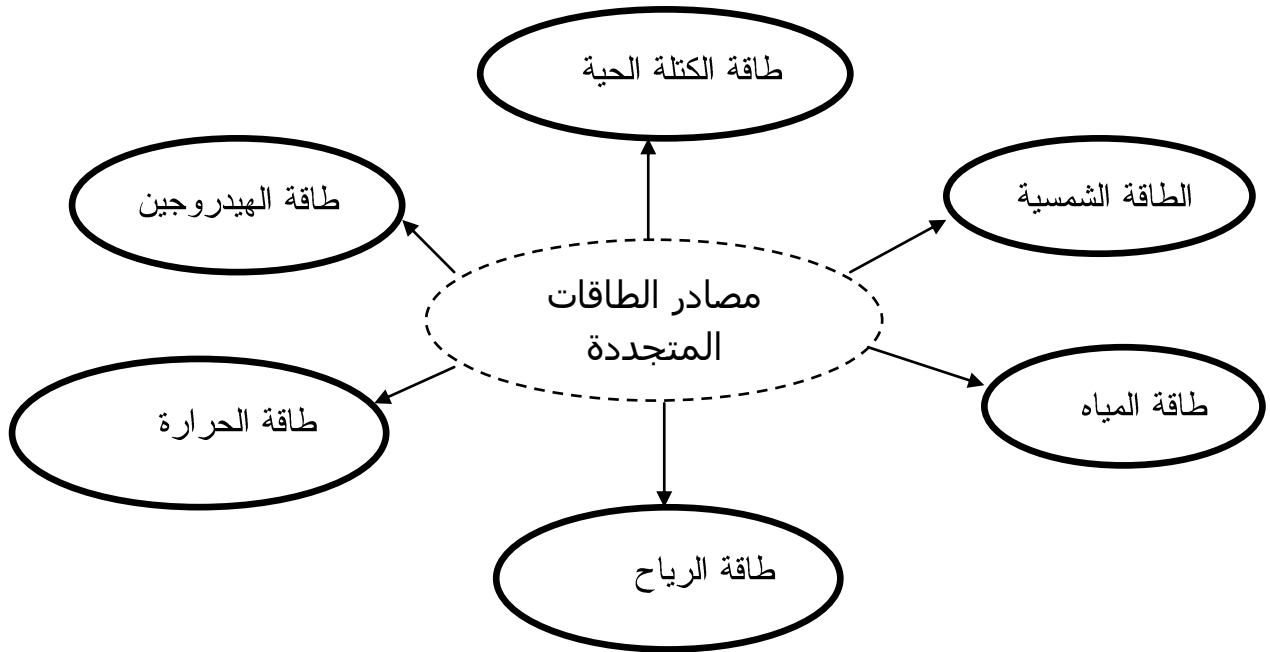 طاقة الكتلة الحية
الطاقة الشمسية
طاقة الهيدروجين
مصادر الطاقات
المتجددة
طاقة المياه
طاقة الحرارة
طاقة الرياح